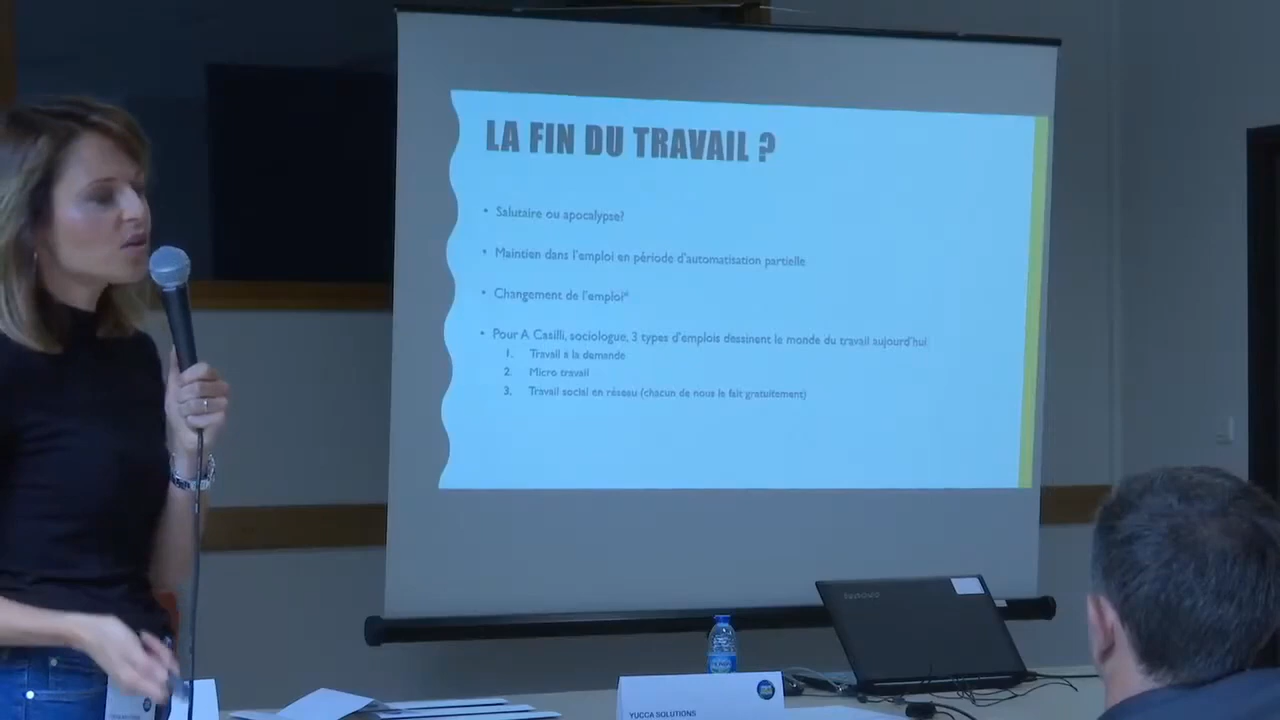 LA FIN DU TRAVAIL ?
• Salutaire ou apocalypse?
• Maintien dans l'emploi en période d'automatisation partielle
• Changement de l'emploi*
• Pour A Casilli, sociologue, 3 types d'emplois dessinent le monde du travail aujourd'hui
1. Travail à la demande
2. Micro travail
3. Travail social en réseau (chacun de nous le fait gratuitement)
YUCCA SOLUTIONS